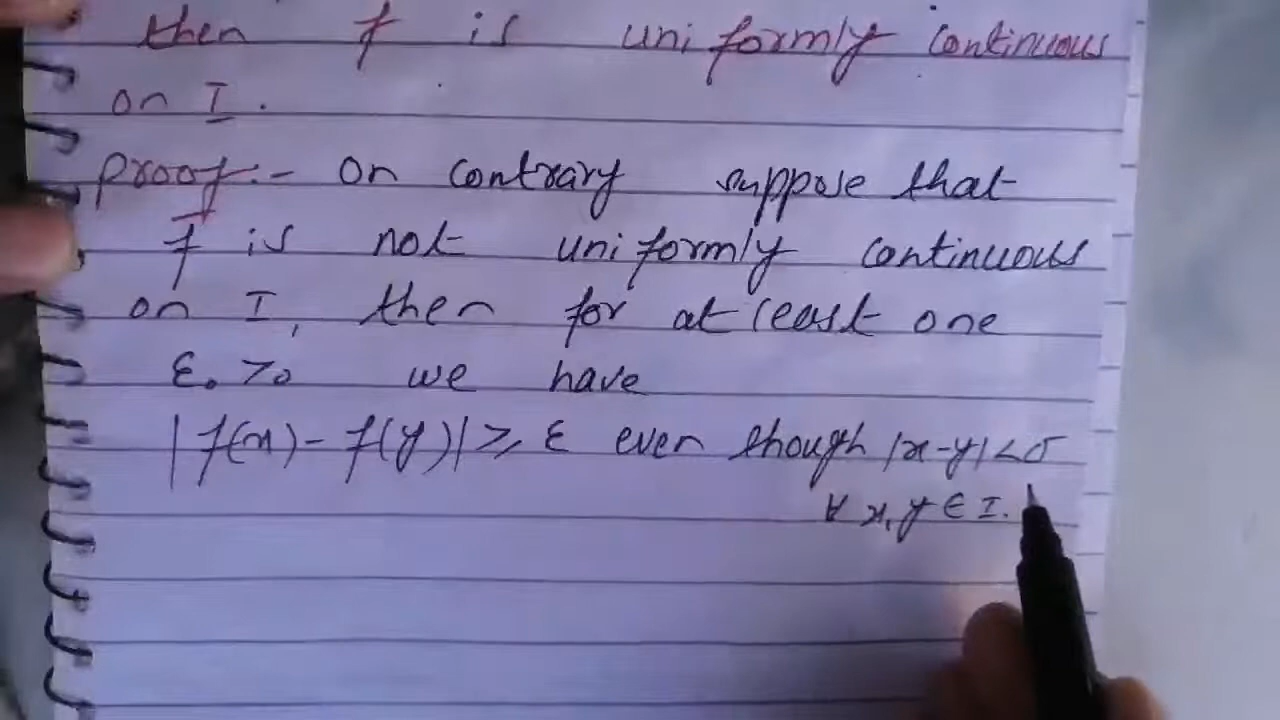 then f is uniformly continuous
on I.
proof:- on contrary suppose that
f is not uniformly continuous
on I, then for at least one
ε₀ >0 we have
|f(x)-f(y)|≥ ε even though |x-y|<δ
∀ x,y ∈ I.